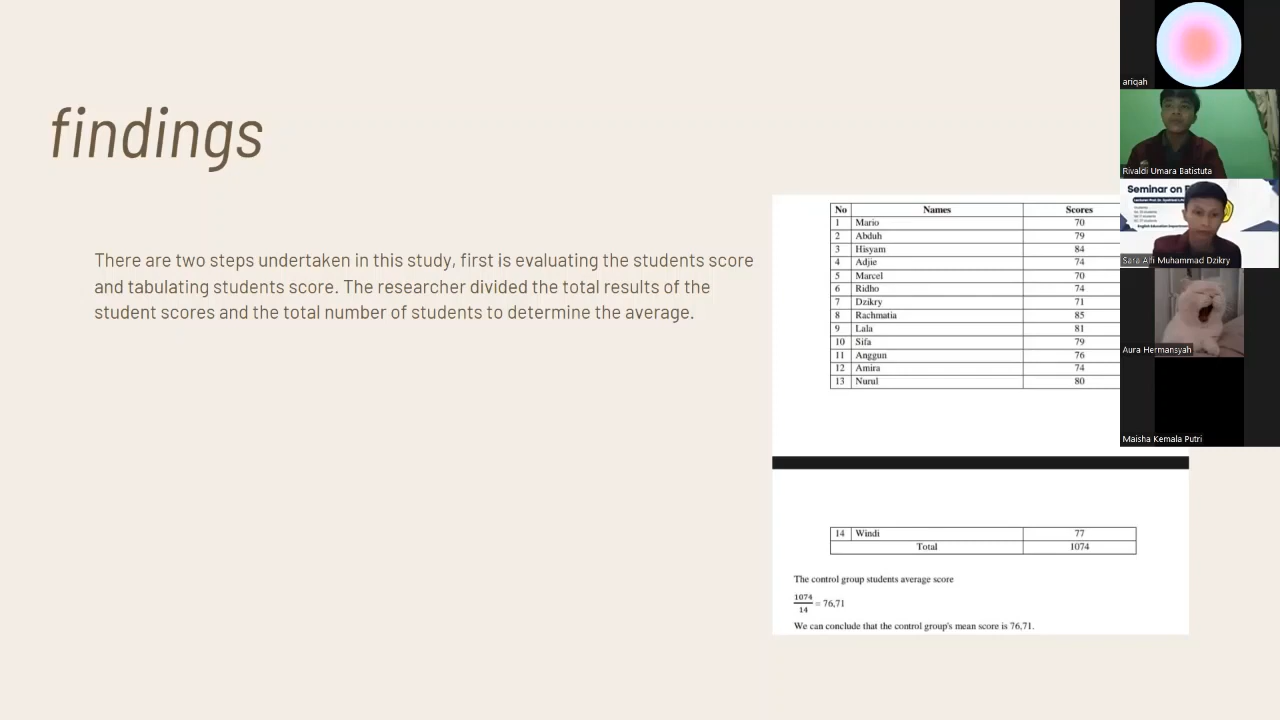 findings
There are two steps undertaken in this study, first is evaluating the students score
and tabulating students score. The researcher divided the total results of the
student scores and the total number of students to determine the average.
No Names Scores
1 Mario 70
2 Abduh 79
3 Hisyam 84
4 Adjie 74
5 Marcel 70
6 Ridho 74
7 Dzikry 71
8 Rachmatia 85
9 Lala 81
10 Sifa 79
11 Anggun 76
12 Amira 74
13 Nurul 80
14 Windi 77
Total 1074
The control group students average score
1074
14
= 76,71
We can conclude that the control group's mean score is 76,71.
ariqah
Rivaldi Umara Batistuta
Seminar on
Sara Alfi Muhammad Dzikry
Aura Hermansyah
Maisha Kemala Putri